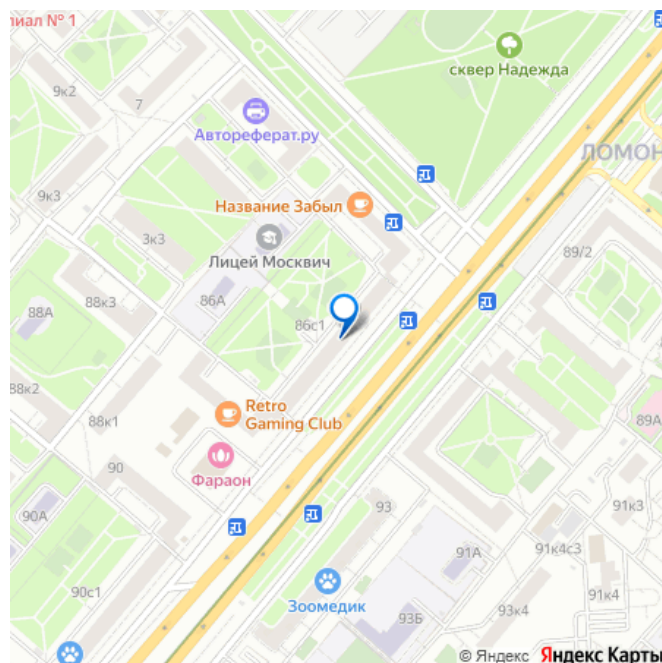 лиал № 1
сквер Надежда
9к2
7
Автореферат.ру
ЛОМОН
9к3
Название Забыл
3к3
Лицей Москвич
89/2
88к3
86А
88А
86с1
88к2
Retro
Gaming Club
88к1
89А
90
Фараон
93
91к3
90А
91А
91к4с3
90с1
91к4
Зоомедик
93Б
93к4
© Яндекс Яндекс Карты